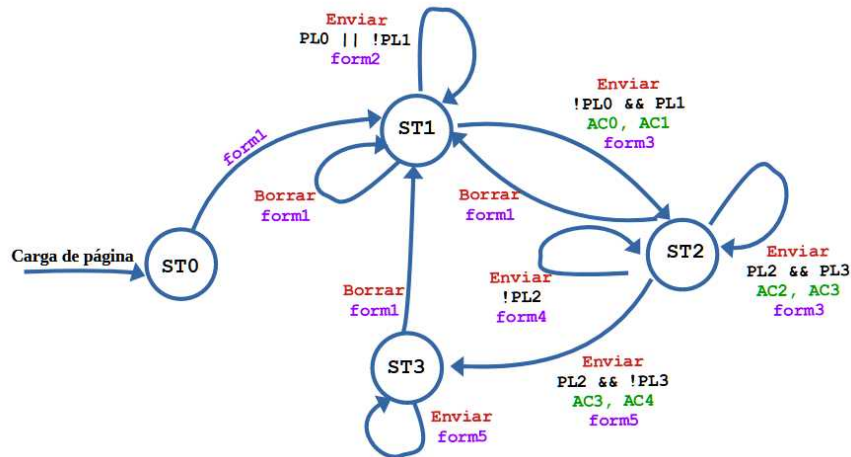 Enviar
PL0 || !PL1
form2
Enviar
!PL0 && PL1
AC0, AC1
form3
ST1
form1
Borrar
form1
Borrar
form1
Carga de página
ST0
ST2
Enviar
PL2 && PL3
AC2, AC3
form3
Enviar
!PL2
form4
Borrar
form1
ST3
Enviar
PL2 && !PL3
AC3, AC4
form5
Enviar
form5